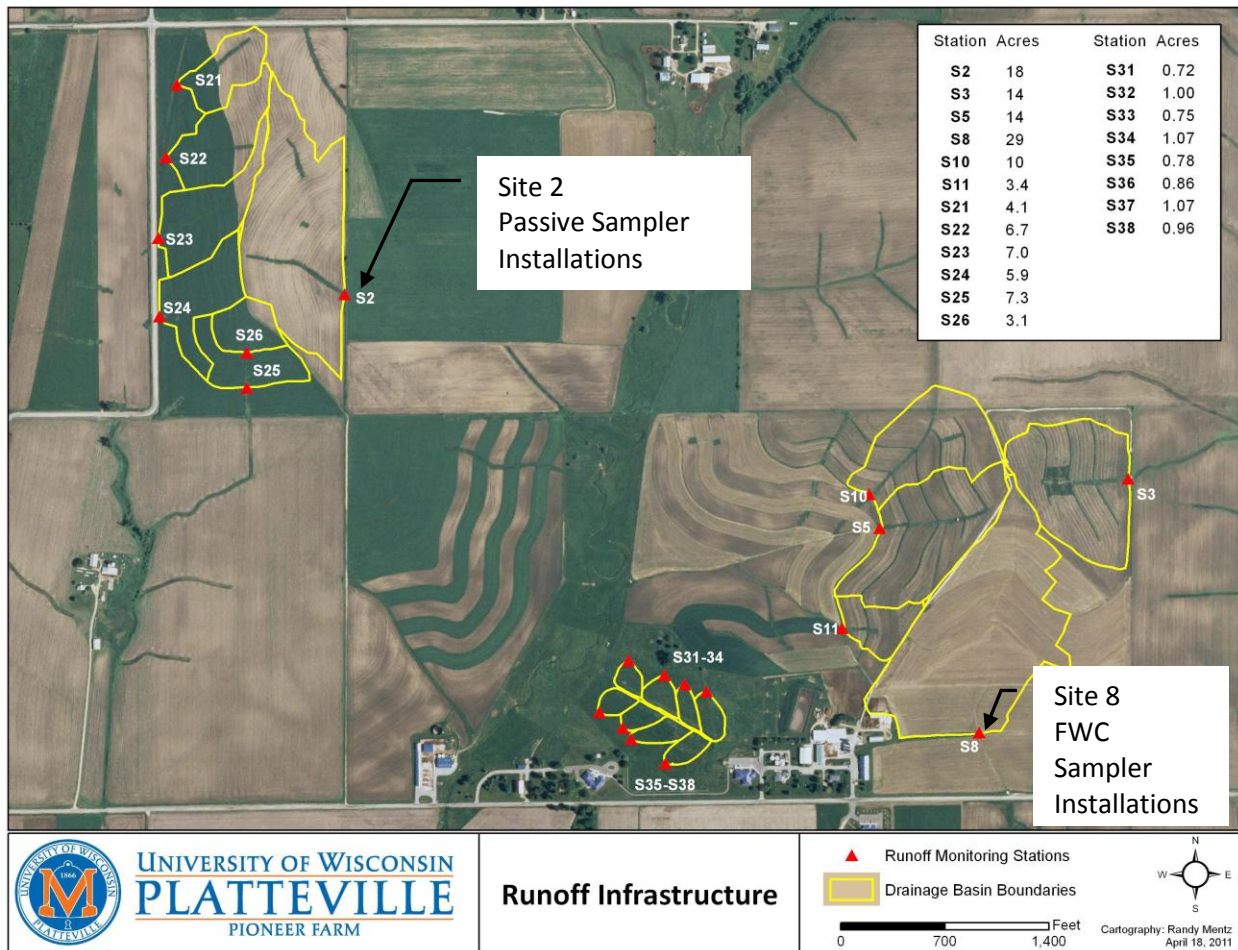 Station Acres Station Acres
S2 18 S31 0.72
S3 14 S32 1.00
S5 14 S33 0.75
S8 29 S34 1.07
S10 10 S35 0.78
S11 3.4 S36 0.86
S21 4.1 S37 1.07
S22 6.7 S38 0.96
S23 7.0
S24 5.9
S25 7.3
S26 3.1
S21
S22
Site 2
Passive Sampler
Installations
S23
S2
S24
S26
S25
S10
S3
S5
S11
S31-34
Site 8
FWC
Sampler
Installations
S8
S35-S38
UNIVERSITY OF WISCONSIN
1866
M
PLATTEVILLE
UNIVERSITY OF WISCONSIN
PLATTEVILLE
PIONEER FARM
Runoff Infrastructure
Runoff Monitoring Stations
Drainage Basin Boundaries
Feet
0 700 1,400
N
W E
S
Cartography: Randy Mentz
April 18, 2011